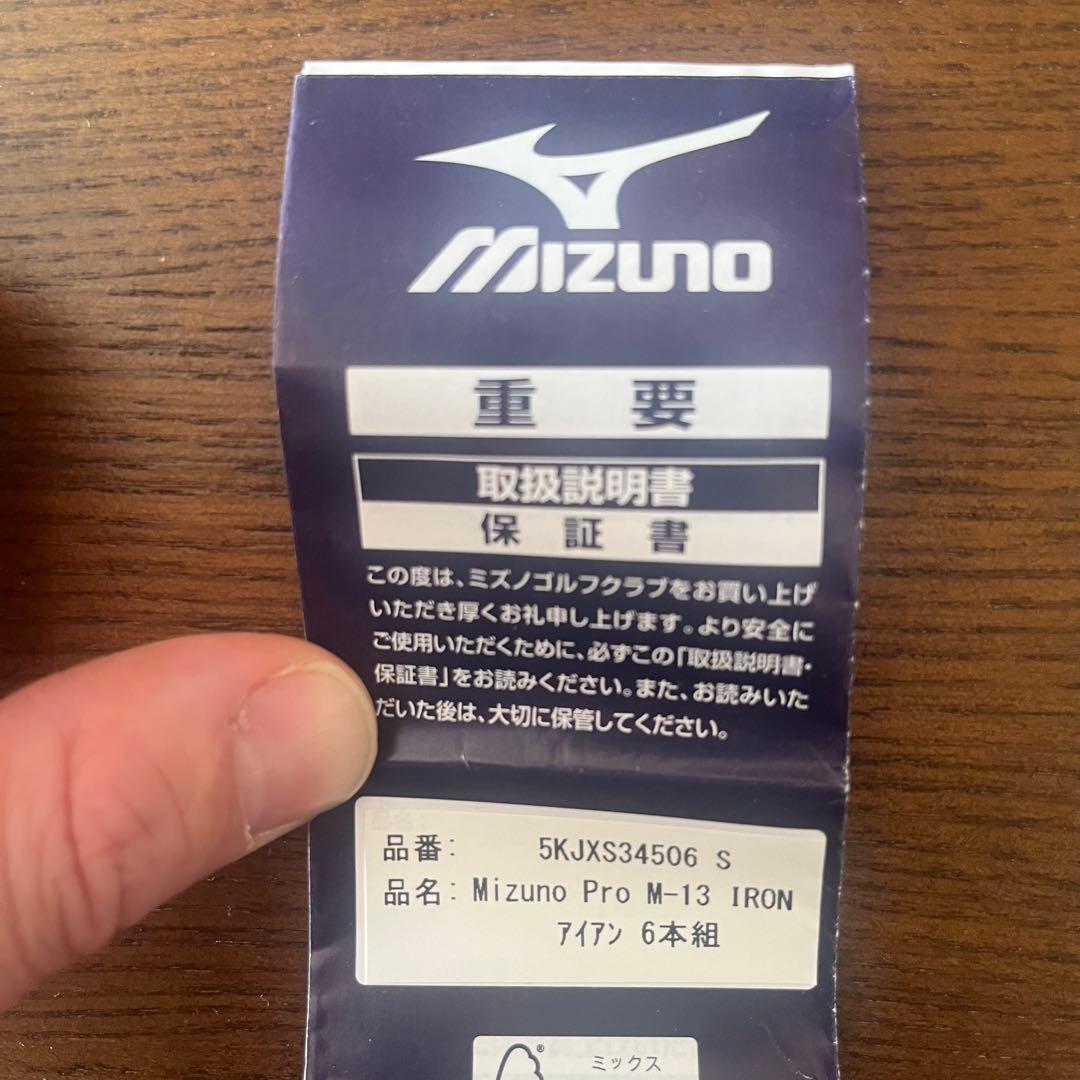 MIZUNO
重要
取扱説明書
保証書
この度は、ミズノゴルフクラブをお買い上げ
いただき厚くお礼申し上げます。より安全に
ご使用いただくために、必ずこの「取扱説明書・
保証書」をお読みください。また、お読みいた
だいた後は、大切に保管してください。
品番: 5KJXS34506 S
品名: Mizuno Pro M-13 IRON
ｱｲｱﾝ 6本組
® ミックス